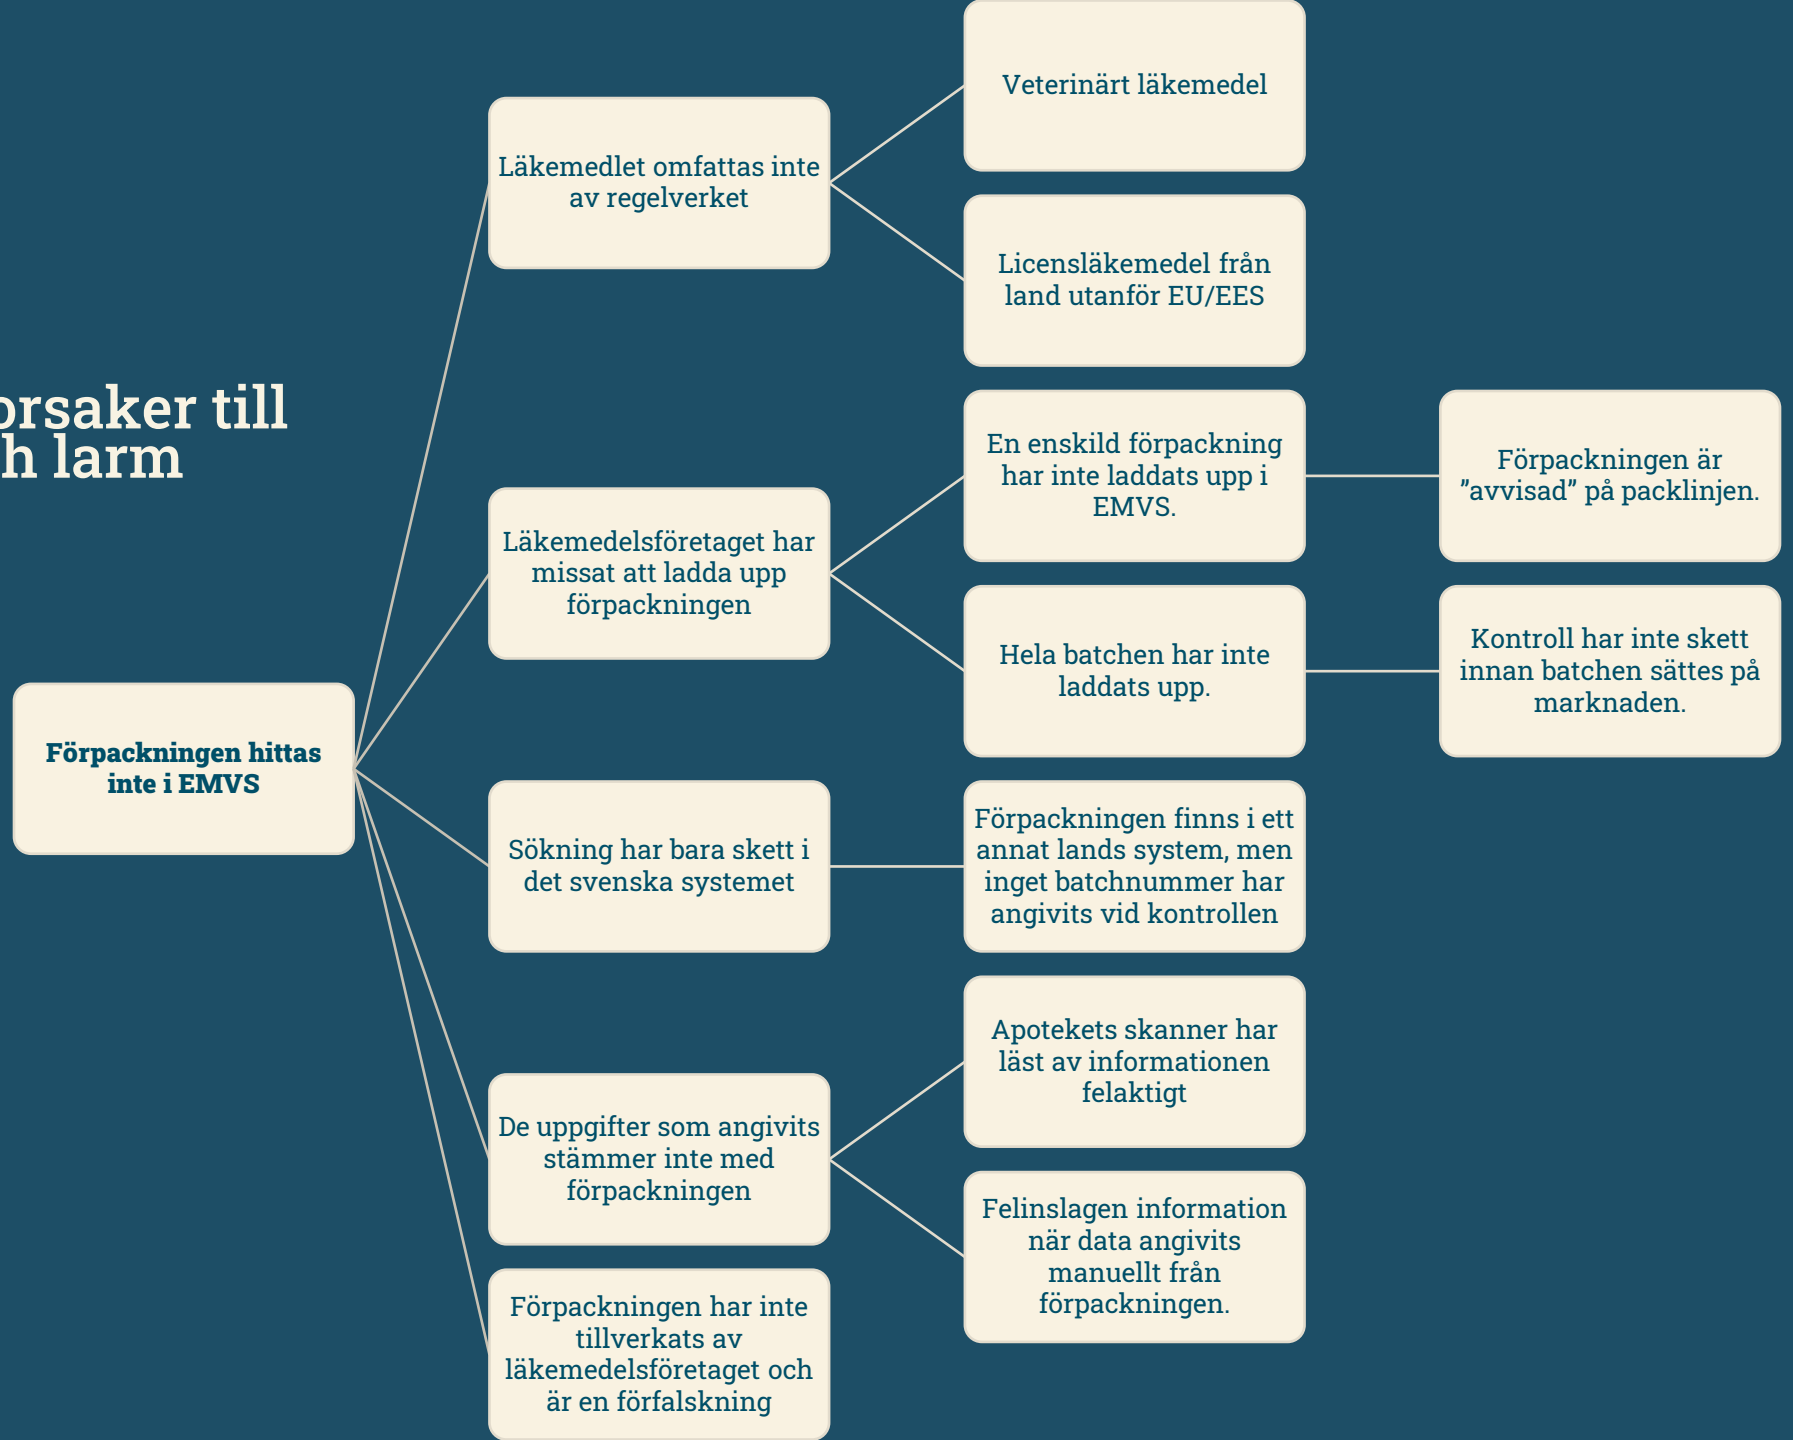 orsaker till
h larm
Förpackningen hittas
inte i EMVS
Läkemedlet omfattas inte
av regelverket
Veterinärt läkemedel
Licensläkemedel från
land utanför EU/EES
Läkemedelsföretaget har
missat att ladda upp
förpackningen
En enskild förpackning
har inte laddats upp i
EMVS.
Förpackningen är
”avvisad” på packlinjen.
Hela batchen har inte
laddats upp.
Kontroll har inte skett
innan batchen sättes på
marknaden.
Sökning har bara skett i
det svenska systemet
Förpackningen finns i ett
annat lands system, men
inget batchnummer har
angivits vid kontrollen
De uppgifter som angivits
stämmer inte med
förpackningen
Apotekets skanner har
läst av informationen
felaktigt
Felinslagen information
när data angivits
manuellt från
förpackningen.
Förpackningen har inte
tillverkats av
läkemedelsföretaget och
är en förfalskning